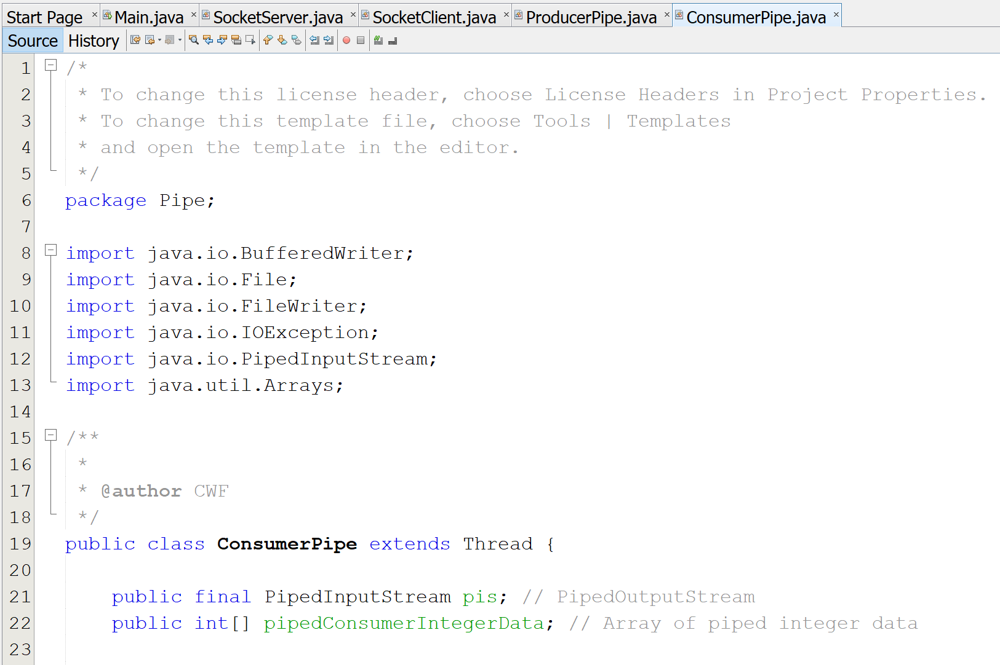 Start Page × Main.java × SocketServer.java × SocketClient.java × ProducerPipe.java × ConsumerPipe.java ×
Source History
1 /*
2 * To change this license header, choose License Headers in Project Properties.
3 * To change this template file, choose Tools | Templates
4 * and open the template in the editor.
5 */
6 package Pipe;
7
8 import java.io.BufferedWriter;
9 import java.io.File;
10 import java.io.FileWriter;
11 import java.io.IOException;
12 import java.io.PipedInputStream;
13 import java.util.Arrays;
14
15 /**
16 *
17 * @author CWF
18 */
19 public class ConsumerPipe extends Thread {
20
21 public final PipedInputStream pis; // PipedOutputStream
22 public int[] pipedConsumerIntegerData; // Array of piped integer data
23